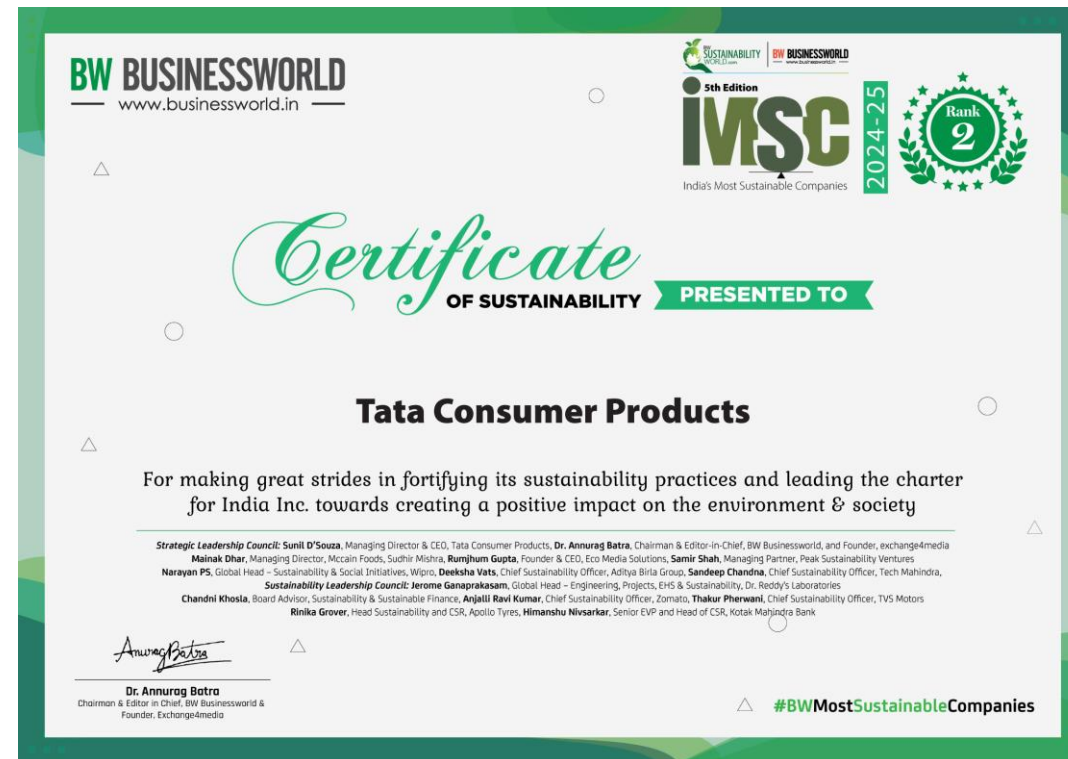 BW BUSINESSWORLD
www.businessworld.in
BW SUSTAINABILITY WORLD.com
BW BUSINESSWORLD
www.businessworld.in
5th Edition
iMSC
India's Most Sustainable Companies
2024-25
Rank
2
Certificate
OF SUSTAINABILITY
PRESENTED TO
Tata Consumer Products
For making great strides in fortifying its sustainability practices and leading the charter
for India Inc. towards creating a positive impact on the environment & society
Strategic Leadership Council: Sunil D'Souza, Managing Director & CEO, Tata Consumer Products, Dr. Annurag Batra, Chairman & Editor-in-Chief, BW Businessworld, and Founder, exchange4media
Mainak Dhar, Managing Director, Mccain Foods, Sudhir Mishra, Rumjhum Gupta, Founder & CEO, Eco Media Solutions, Samir Shah, Managing Partner, Peak Sustainability Ventures
Narayan PS, Global Head – Sustainability & Social Initiatives, Wipro, Deeksha Vats, Chief Sustainability Officer, Aditya Birla Group, Sandeep Chandna, Chief Sustainability Officer, Tech Mahindra,
Sustainability Leadership Council: Jerome Ganaprakasam, Global Head – Engineering, Projects, EHS & Sustainability, Dr. Reddy's Laboratories
Chandni Khosla, Board Advisor, Sustainability & Sustainable Finance, Anjalli Ravi Kumar, Chief Sustainability Officer, Zomato, Thakur Pherwani, Chief Sustainability Officer, TVS Motors
Rinika Grover, Head Sustainability and CSR, Apollo Tyres, Himanshu Nivsarkar, Senior EVP and Head of CSR, Kotak Mahindra Bank
Anurag Batra
Dr. Annurag Batra
Chairman & Editor in Chief, BW Businessworld &
Founder, Exchange4media
#BWMostSustainableCompanies